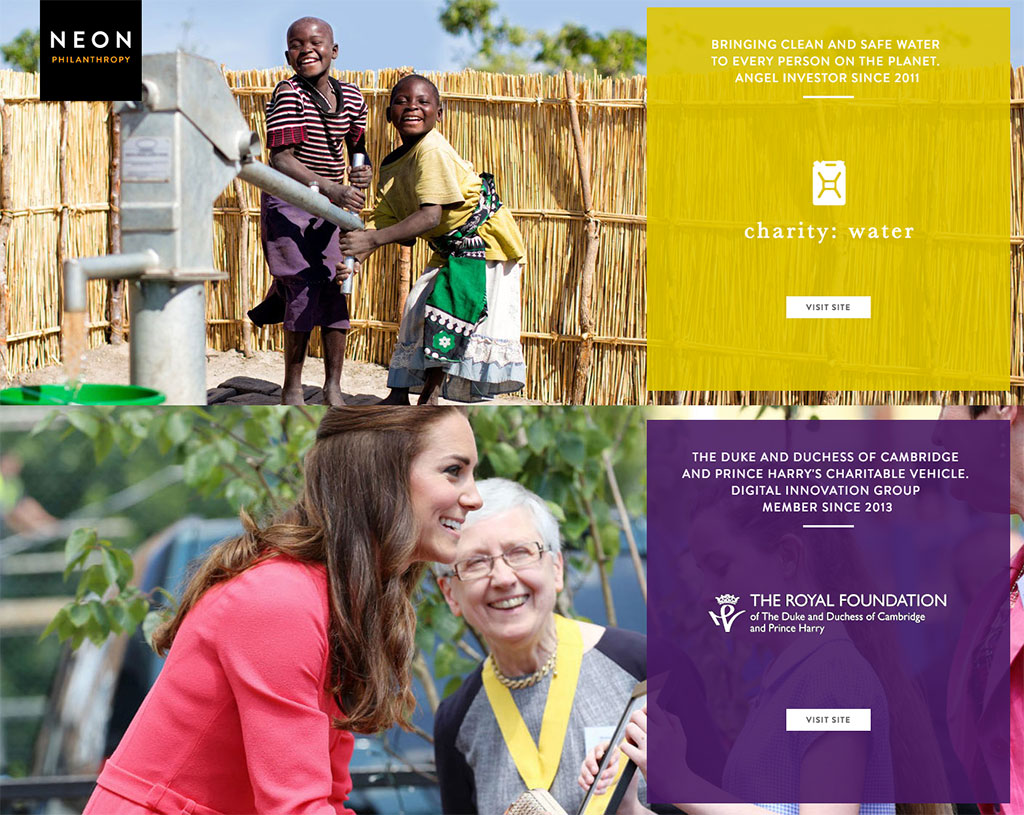 NEON
PHILANTHROPY
BRINGING CLEAN AND SAFE WATER
TO EVERY PERSON ON THE PLANET.
ANGEL INVESTOR SINCE 2011
charity: water
VISIT SITE
THE DUKE AND DUCHESS OF CAMBRIDGE
AND PRINCE HARRY'S CHARITABLE VEHICLE.
DIGITAL INNOVATION GROUP
MEMBER SINCE 2013
THE ROYAL FOUNDATION
of The Duke and Duchess of Cambridge
and Prince Harry
VISIT SITE